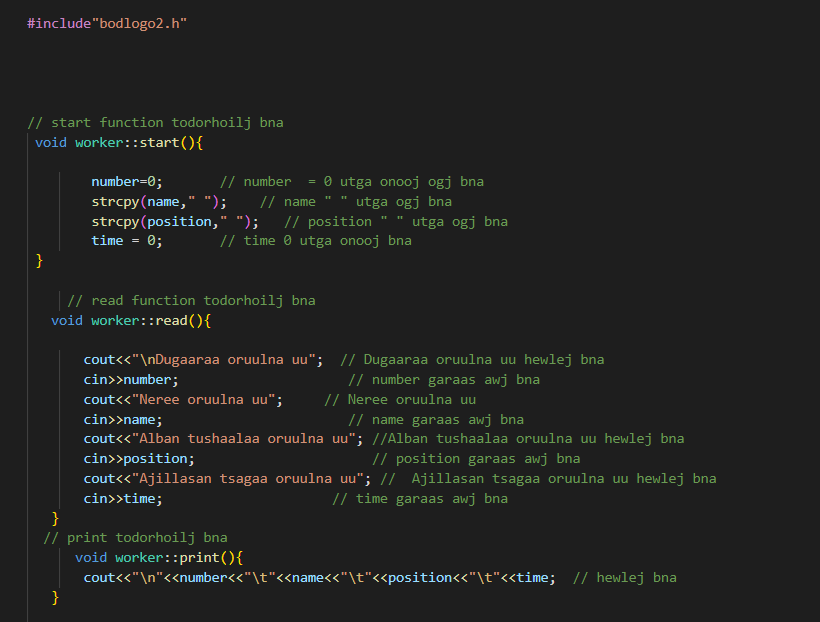 #include"bodlogo2.h"
// start function todorhoilj bna
void worker::start(){
number=0;       // number  = 0 utga onooj ogj bna
strcpy(name," ");    // name " " utga ogj bna
strcpy(position," ");   // position " " utga ogj bna
time = 0;       // time 0 utga onooj bna
}
// read function todorhoilj bna
void worker::read(){
cout<<"\nDugaaraa oruulna uu";  // Dugaaraa oruulna uu hewlej bna
cin>>number;                     // number garaas awj bna
cout<<"Neree oruulna uu";     // Neree oruulna uu
cin>>name;                       // name garaas awj bna
cout<<"Alban tushaalaa oruulna uu"; //Alban tushaalaa oruulna uu hewlej bna
cin>>position;                      // position garaas awj bna
cout<<"Ajillasan tsagaa oruulna uu"; //  Ajillasan tsagaa oruulna uu hewlej bna
cin>>time;                     // time garaas awj bna
}
// print todorhoilj bna
void worker::print(){
cout<<"\n"<<number<<"\t"<<name<<"\t"<<position<<"\t"<<time;  // hewlej bna
}